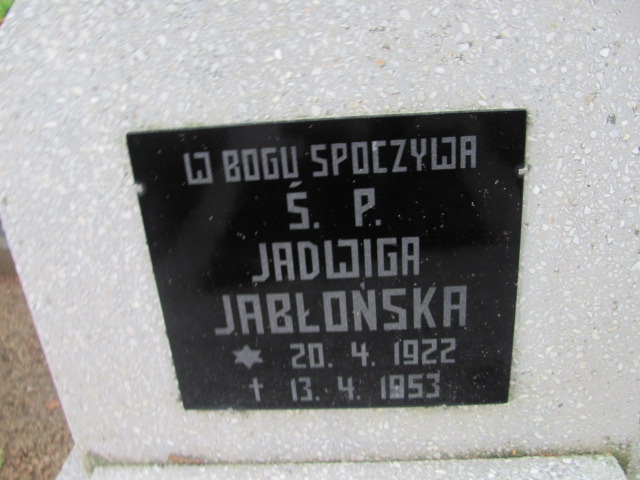 W BOGU SPOCZYWA
Ś. P.
JADWIGA
JABŁOŃSKA
✶ 20. 4. 1922
† 13. 4. 1953